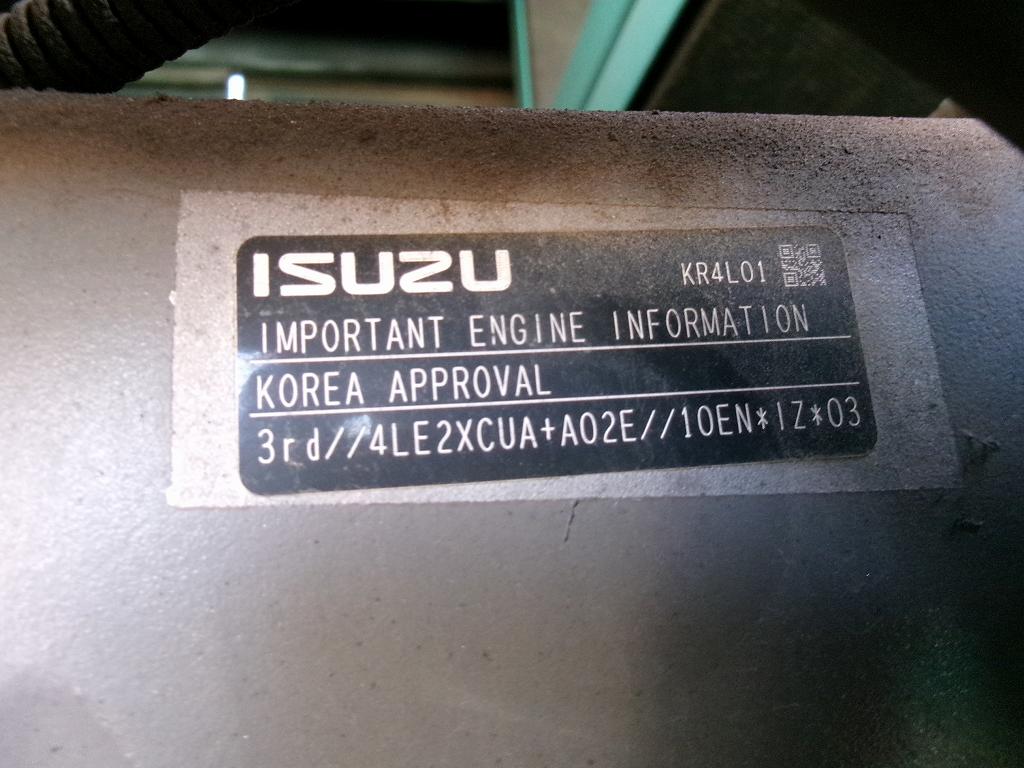 ISUZU KR4L01
IMPORTANT ENGINE INFORMATION
KOREA APPROVAL
3rd//4LE2XCUA+A02E//10EN*IZ*03